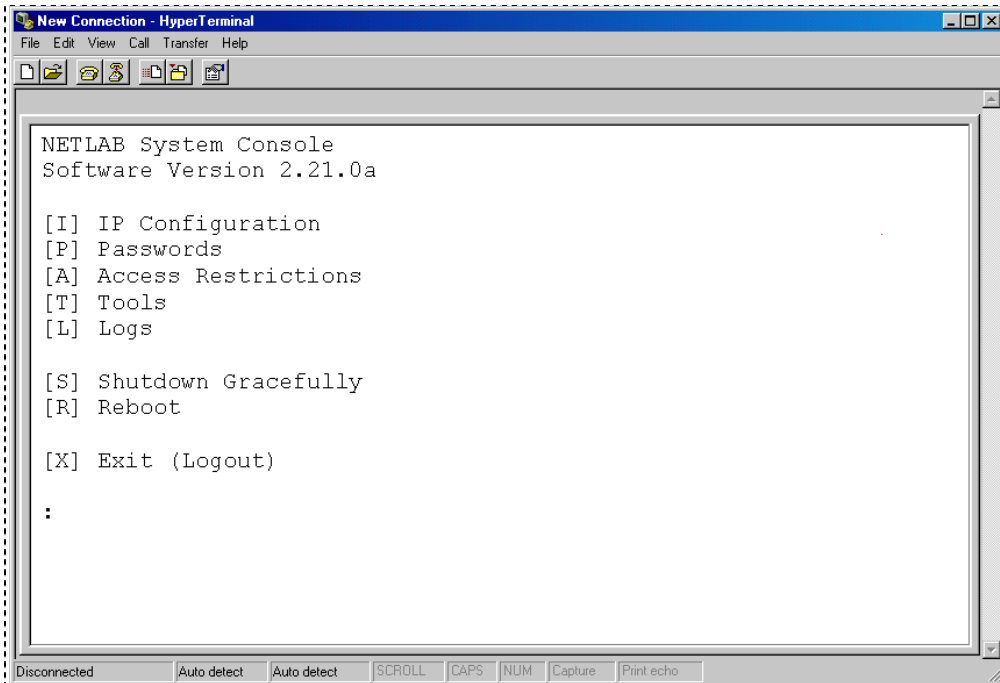 New Connection - HyperTerminal
File Edit View Call Transfer Help
NETLAB System Console
Software Version 2.21.0a
[I] IP Configuration
[P] Passwords
[A] Access Restrictions
[T] Tools
[L] Logs
[S] Shutdown Gracefully
[R] Reboot
[X] Exit (Logout)
:
Disconnected Auto detect Auto detect SCROLL CAPS NUM Capture Print echo